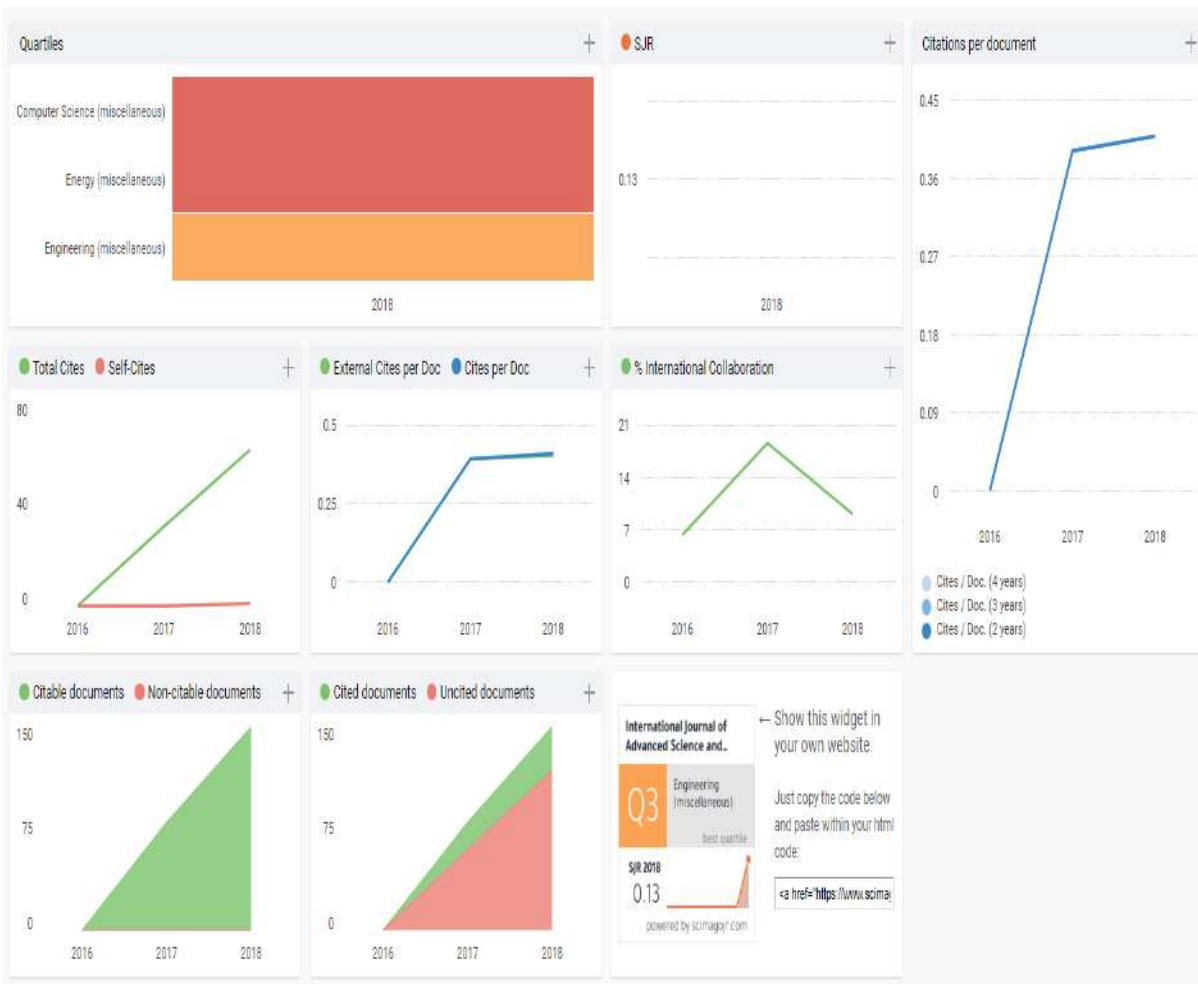 Quartiles
+
Computer Science (miscellaneous)
Energy (miscellaneous)
Engineering (miscellaneous)
2018
SJR
+
0.13
2018
Citations per document
+
0.45
0.36
0.27
0.18
0.09
0
2016 2017 2018
Cites / Doc. (4 years)
Cites / Doc. (3 years)
Cites / Doc. (2 years)
Total Cites Self-Cites
+
80
40
0
2016 2017 2018
External Cites per Doc Cites per Doc
+
0.5
0.25
0
2016 2017 2018
% International Collaboration
+
21
14
7
0
2016 2017 2018
Citable documents Non-citable documents
+
150
75
0
2016 2017 2018
Cited documents Uncited documents
+
150
75
0
2016 2017 2018
International Journal of
Advanced Science and...
Q3
Engineering
(miscellaneous)
best quartile
SJR 2018
0.13
powered by scimagojr.com
← Show this widget in
your own website
Just copy the code below
and paste within your html
code:
<a href="https://www.scimag